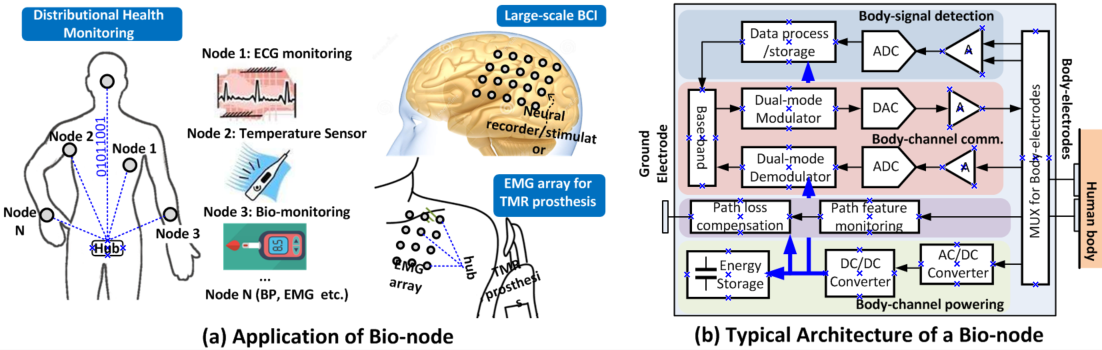 Distributional Health
Monitoring
Node 1: ECG monitoring
Node 2
Node 1
01011001
Node 2: Temperature Sensor
Node
N
Node 3
Hub
Node 3: Bio-monitoring
8.5
...
Node N (BP, EMG etc.)
Large-scale BCI
Neural
recorder/stimulat
or
EMG array for
TMR prosthesis
EMG
array
hub
TMR
prosthesi
s
(a) Application of Bio-node
Body-signal detection
Data process
/storage
ADC
A
Baseband
Dual-mode
Modulator
DAC
A
Body-channel comm.
Dual-mode
Demodulator
ADC
A
Ground
Electrode
Path loss
compensation
Path feature
monitoring
Energy
Storage
DC/DC
Converter
AC/DC
Converter
Body-channel powering
MUX for Body-electrodes
Body-electrodes
Human body
(b) Typical Architecture of a Bio-node